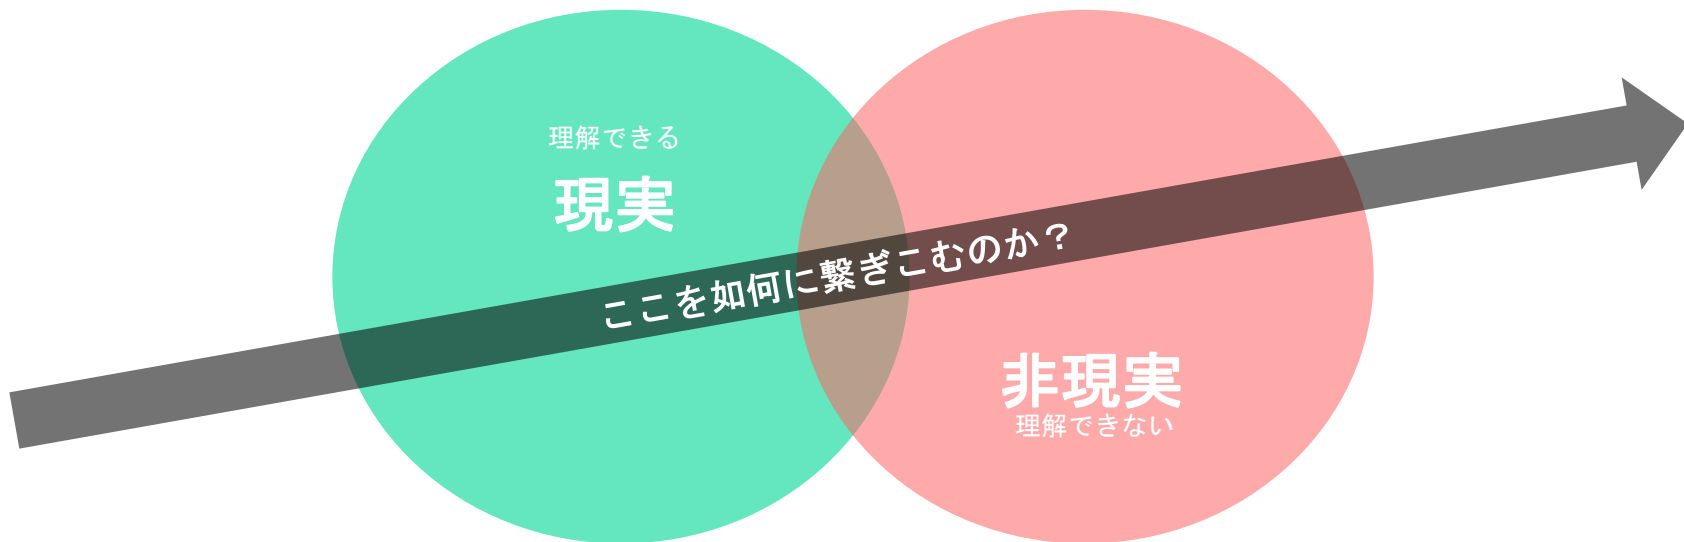 理解できる
現実
ここを如何に繋ぎこむのか？
非現実
理解できない